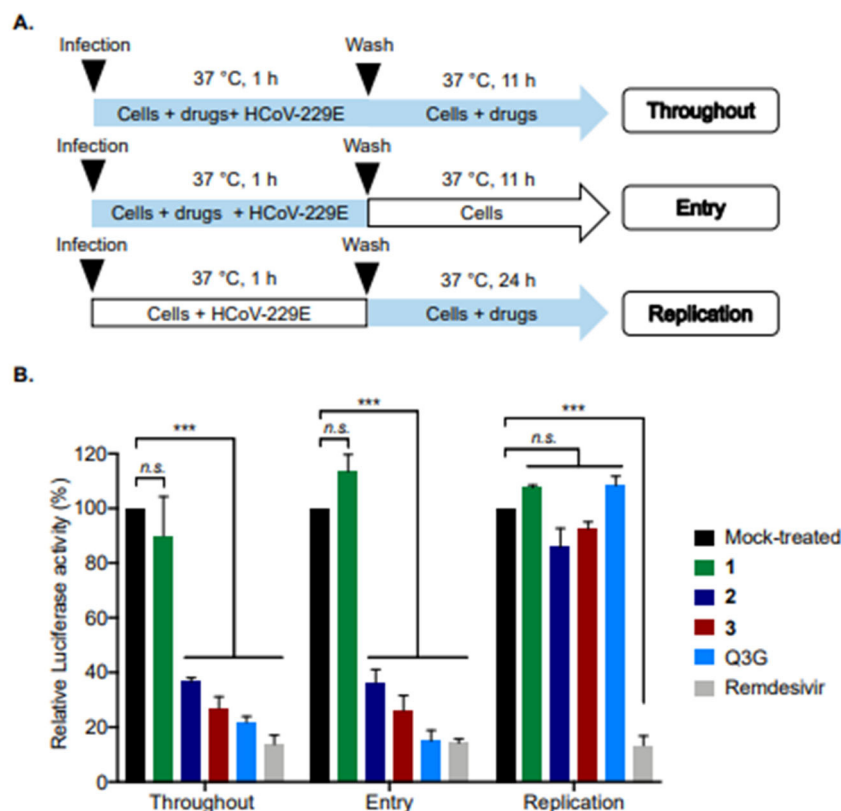 A.
Infection Wash
37 °C, 1 h 37 °C, 11 h
Cells + drugs+ HCoV-229E Cells + drugs Throughout
Infection Wash
37 °C, 1 h 37 °C, 11 h
Cells + drugs + HCoV-229E Cells Entry
Infection Wash
37 °C, 1 h 37 °C, 24 h
Cells + HCoV-229E Cells + drugs Replication
B.
*** *** ***
n.s. n.s. n.s.
Relative Luciferase activity (%)
120
100
80
60
40
20
0
Throughout Entry Replication
Mock-treated
1
2
3
Q3G
Remdesivir